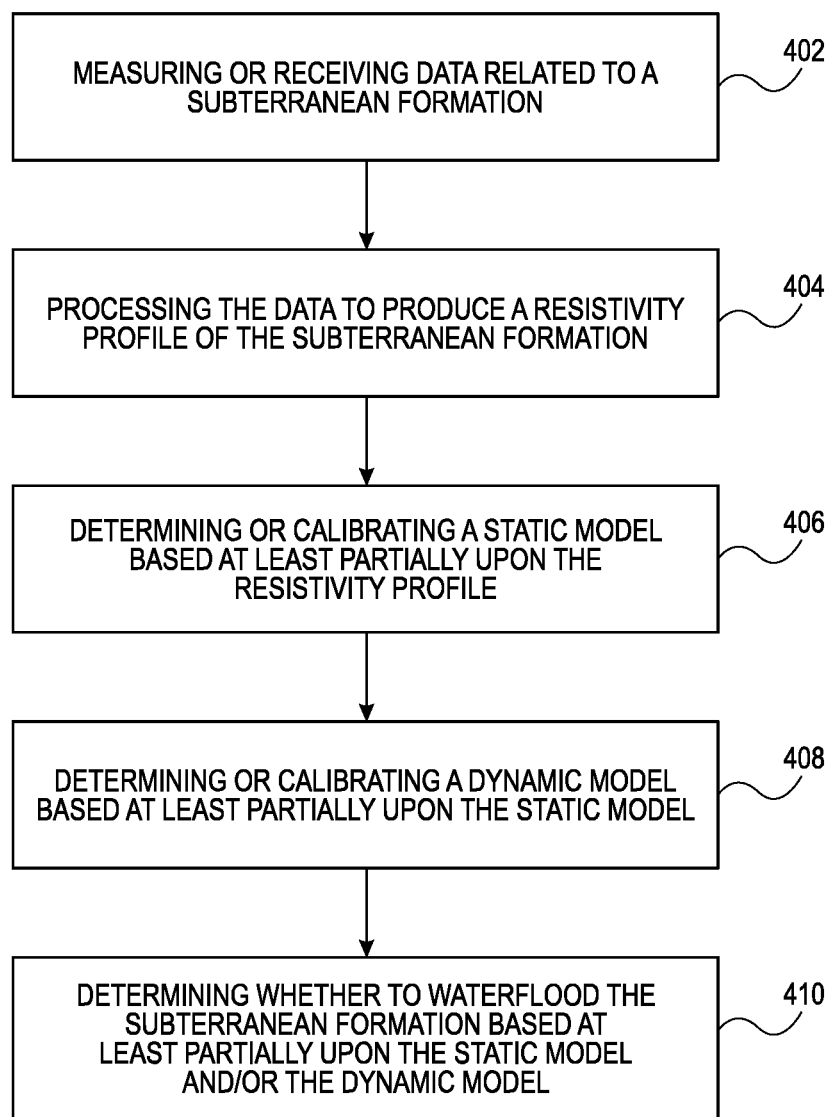 MEASURING OR RECEIVING DATA RELATED TO A
SUBTERRANEAN FORMATION
402
PROCESSING THE DATA TO PRODUCE A RESISTIVITY
PROFILE OF THE SUBTERRANEAN FORMATION
404
DETERMINING OR CALIBRATING A STATIC MODEL
BASED AT LEAST PARTIALLY UPON THE
RESISTIVITY PROFILE
406
DETERMINING OR CALIBRATING A DYNAMIC MODEL
BASED AT LEAST PARTIALLY UPON THE STATIC MODEL
408
DETERMINING WHETHER TO WATERFLOOD THE
SUBTERRANEAN FORMATION BASED AT
LEAST PARTIALLY UPON THE STATIC MODEL
AND/OR THE DYNAMIC MODEL
410